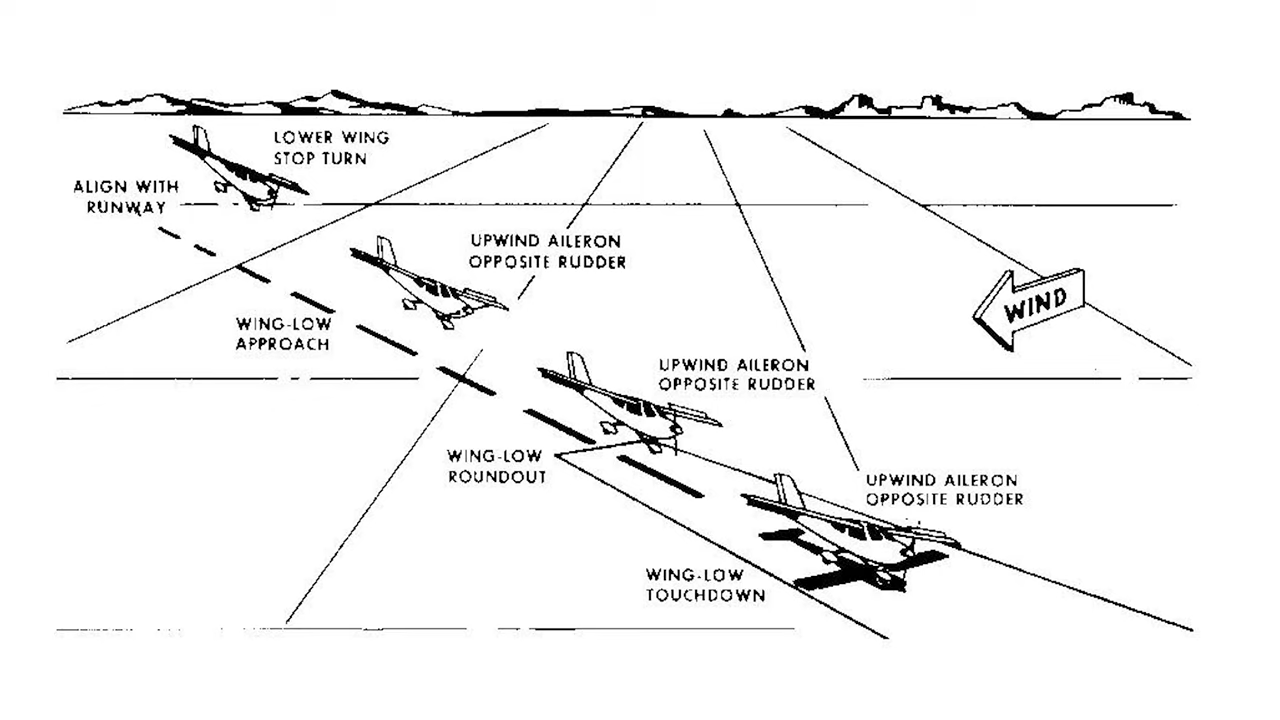 LOWER WING
STOP TURN
ALIGN WITH
RUNWAY
UPWIND AILERON
OPPOSITE RUDDER
WIND
WING-LOW
APPROACH
UPWIND AILERON
OPPOSITE RUDDER
WING-LOW
ROUNDOUT
UPWIND AILERON
OPPOSITE RUDDER
WING-LOW
TOUCHDOWN